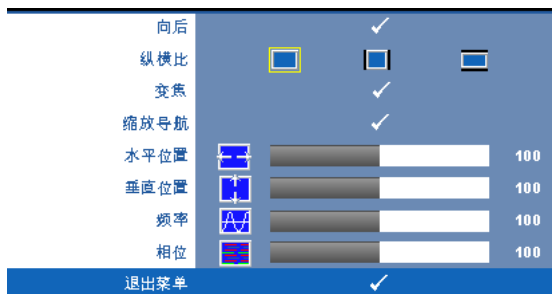 向后
纵横比
变焦
缩放导航
水平位置 100
垂直位置 100
频率 100
相位 100
退出菜单